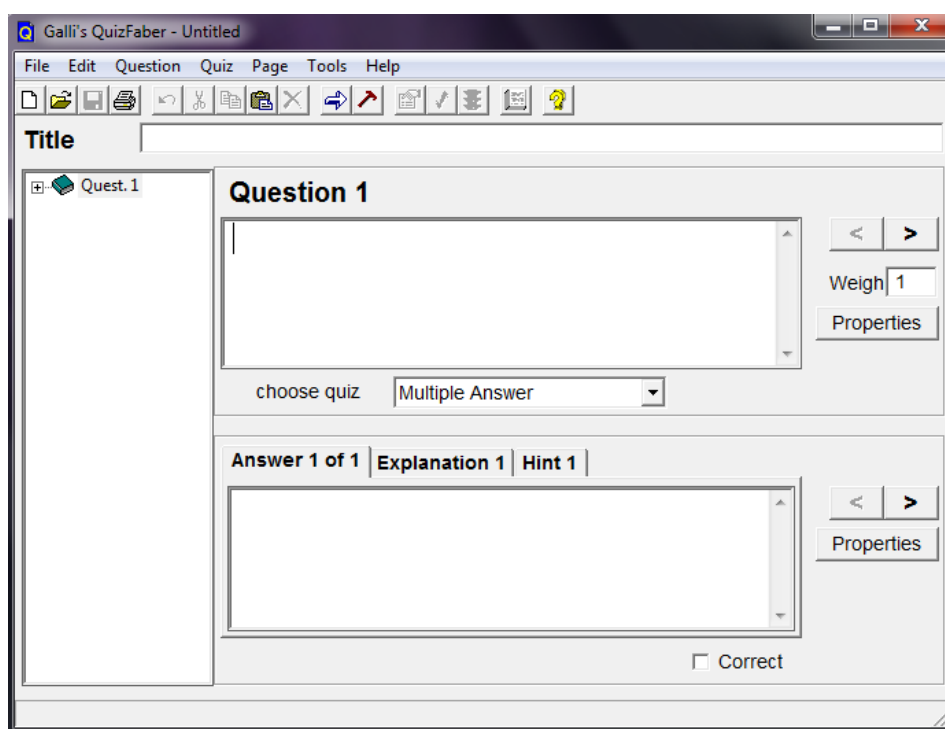 Galli's QuizFaber - Untitled
File Edit Question Quiz Page Tools Help
Title
Quest. 1
Question 1
< >
Weigh 1
Properties
choose quiz Multiple Answer
Answer 1 of 1 Explanation 1 Hint 1
< >
Properties
Correct